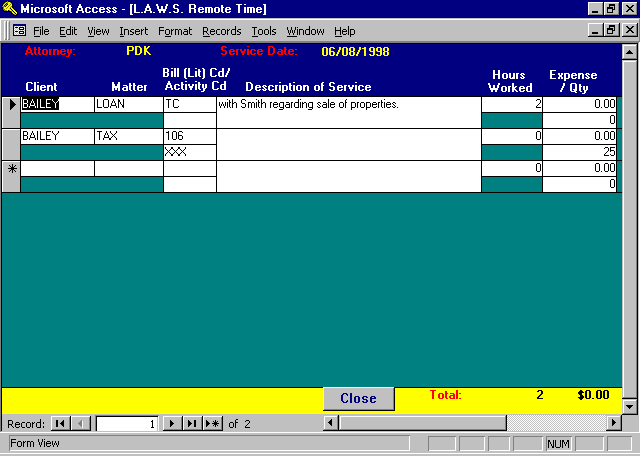 Microsoft Access - [L.A.W.S. Remote Time]
File Edit View Insert Format Records Tools Window Help
Attorney: PDK Service Date: 06/08/1998
Client Matter Bill (Lit) Cd/ Activity Cd Description of Service Hours Worked Expense / Qty
BAILEY LOAN TC with Smith regarding sale of properties. 2 0.00
0
BAILEY TAX 106 0 0.00
XXX 25
0 0.00
0
Close Total: 2 $0.00
Record: 1 of 2
Form View NUM